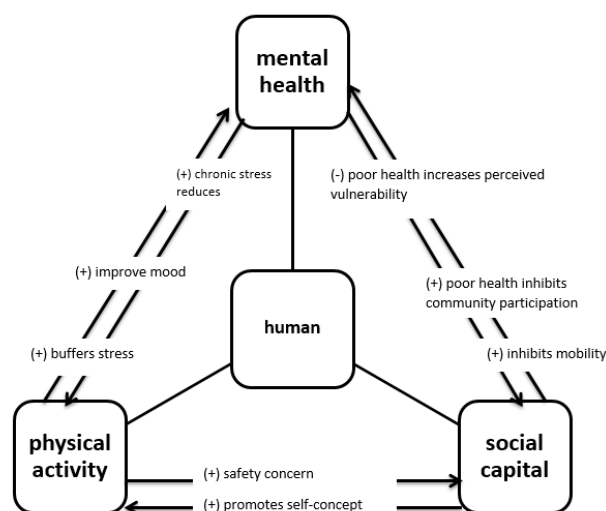 mental
health
(+) chronic stress
reduces
(-) poor health increases perceived
vulnerability
(+) improve mood
(+) poor health inhibits
community participation
human
(+) buffers stress
(+) inhibits mobility
physical
activity
social
capital
(+) safety concern
(+) promotes self-concept